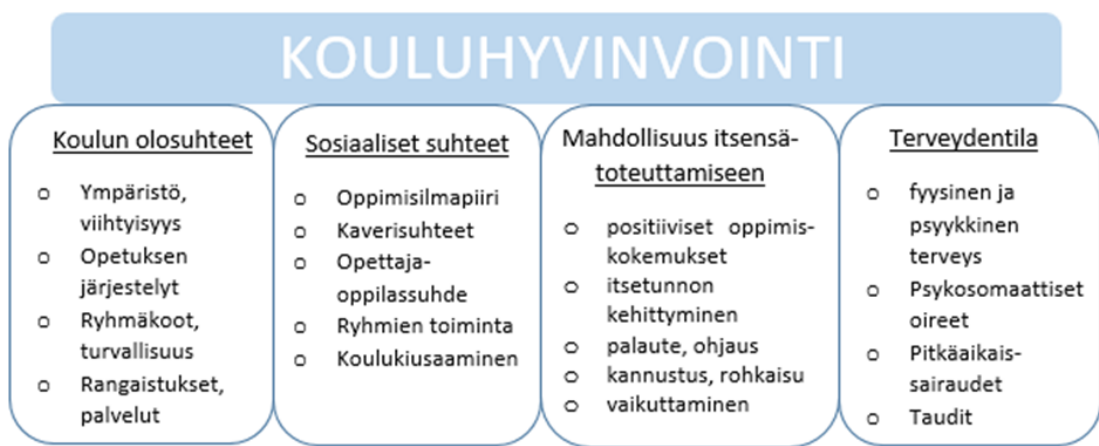 KOULUHYVINVOINTI
Koulun olosuhteet
o Ympäristö,
viihtyisyys
o Opetuksen
järjestelyt
o Ryhmäkoot,
turvallisuus
o Rangaistukset,
palvelut
Sosiaaliset suhteet
o Oppimisilmapiiri
o Kaverisuhteet
o Opettaja-
oppilassuhde
o Ryhmien toiminta
o Koulukiusaaminen
Mahdollisuus itsensä-
toteuttamiseen
o positiiviset oppimis-
kokemukset
o itsetunnon
kehittyminen
o palaute, ohjaus
o kannustus, rohkaisu
o vaikuttaminen
Terveydentila
o fyysinen ja
psyykkinen
terveys
o Psykosomaattiset
oireet
o Pitkäaikais-
sairaudet
o Taudit